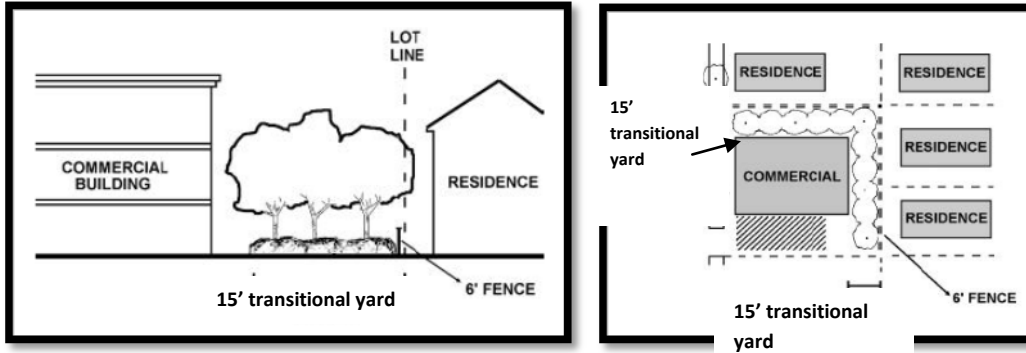 LOT
LINE
COMMERCIAL
BUILDING
RESIDENCE
15' transitional yard
6' FENCE
RESIDENCE
RESIDENCE
15'
transitional
yard
COMMERCIAL
RESIDENCE
RESIDENCE
6' FENCE
15' transitional
yard